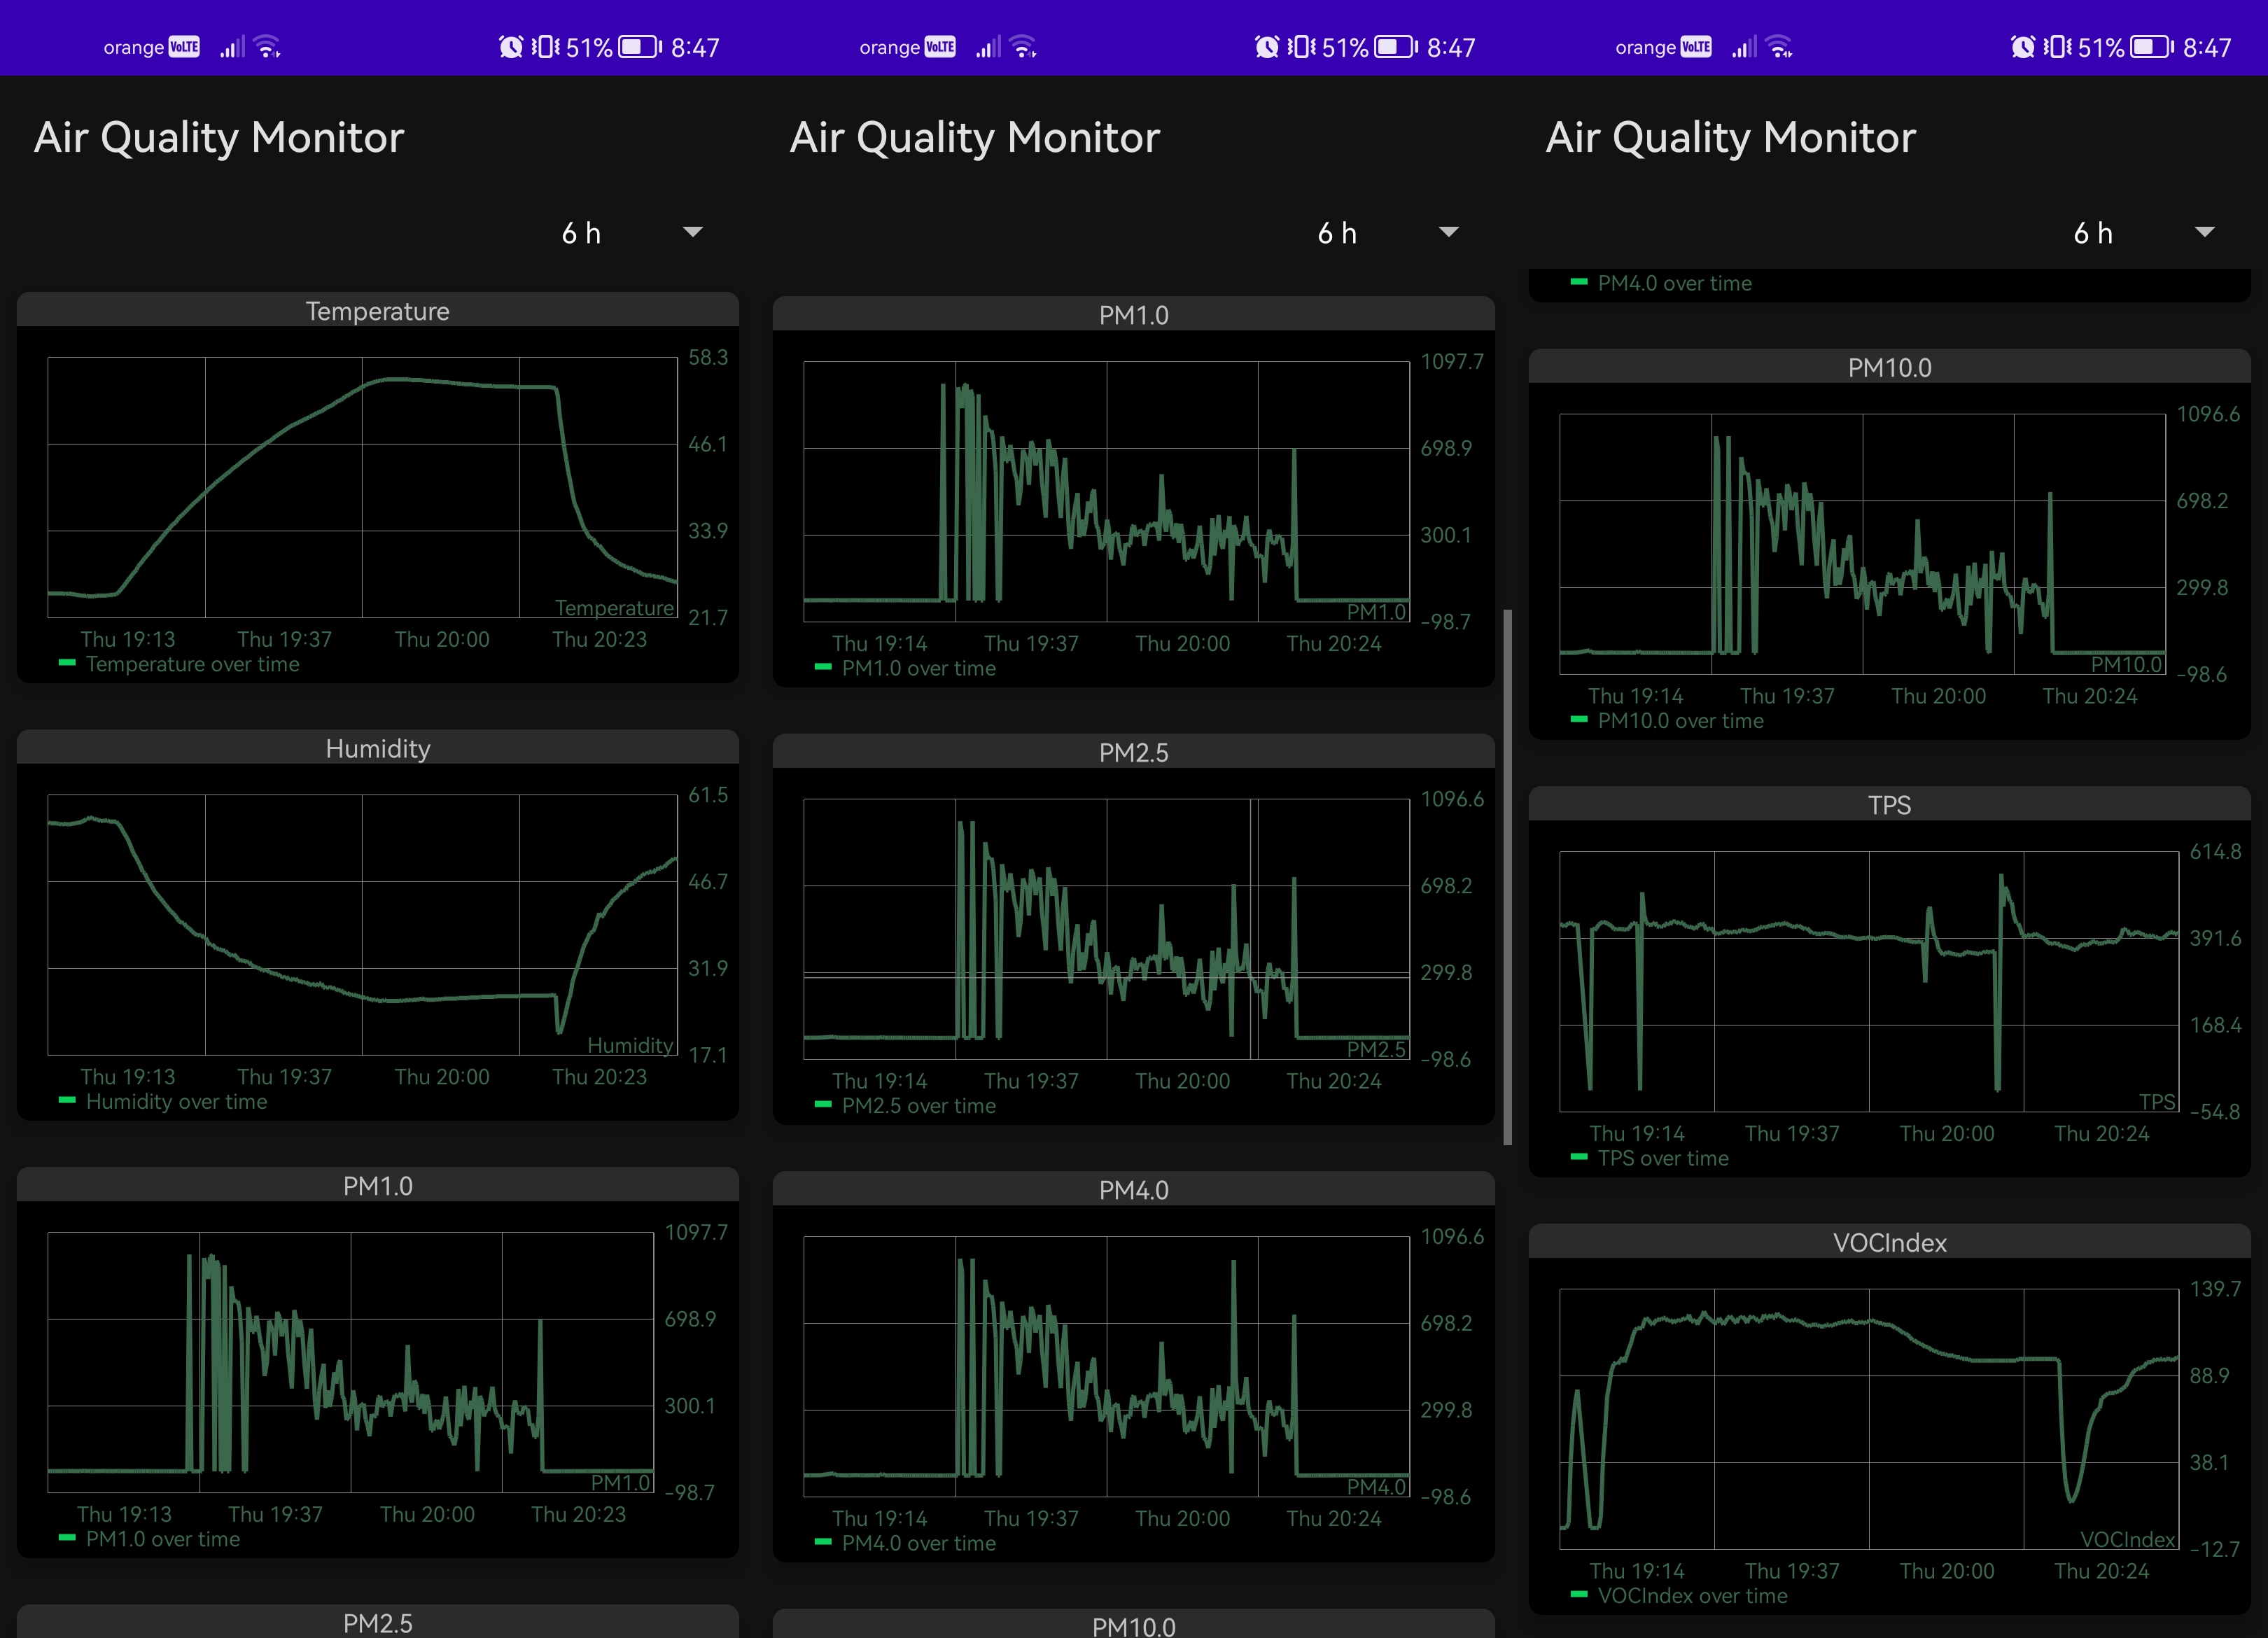 orange VoLTE 51% 8:47
Air Quality Monitor
6 h
Temperature
58.3
46.1
33.9
21.7
Temperature
Thu 19:13 Thu 19:37 Thu 20:00 Thu 20:23
Temperature over time
Humidity
61.5
46.7
31.9
17.1
Humidity
Thu 19:13 Thu 19:37 Thu 20:00 Thu 20:23
Humidity over time
PM1.0
1097.7
698.9
300.1
-98.7
PM1.0
Thu 19:13 Thu 19:37 Thu 20:00 Thu 20:23
PM1.0 over time
PM2.5
orange VoLTE 51% 8:47
Air Quality Monitor
6 h
PM1.0
1097.7
698.9
300.1
-98.7
PM1.0
Thu 19:14 Thu 19:37 Thu 20:00 Thu 20:24
PM1.0 over time
PM2.5
1096.6
698.2
299.8
-98.6
PM2.5
Thu 19:14 Thu 19:37 Thu 20:00 Thu 20:24
PM2.5 over time
PM4.0
1096.6
698.2
299.8
-98.6
PM4.0
Thu 19:14 Thu 19:37 Thu 20:00 Thu 20:24
PM4.0 over time
PM10.0
orange VoLTE 51% 8:47
Air Quality Monitor
6 h
PM4.0 over time
PM10.0
1096.6
698.2
299.8
-98.6
PM10.0
Thu 19:14 Thu 19:37 Thu 20:00 Thu 20:24
PM10.0 over time
TPS
614.8
391.6
168.4
-54.8
TPS
Thu 19:14 Thu 19:37 Thu 20:00 Thu 20:24
TPS over time
VOCIndex
139.7
88.9
38.1
-12.7
VOCIndex
Thu 19:14 Thu 19:37 Thu 20:00 Thu 20:24
VOCIndex over time